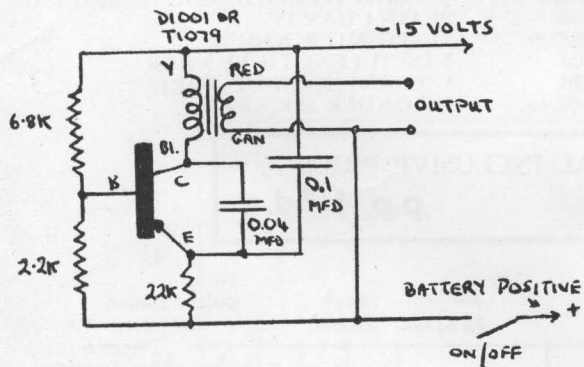 D1001 OR
T1079
-15 VOLTS
Y
RED
OUTPUT
6.8K
BL.
GRN
B
C
0.1
MFD
0.04
MFD
E
2.2K
22K
BATTERY POSITIVE
+
ON/OFF